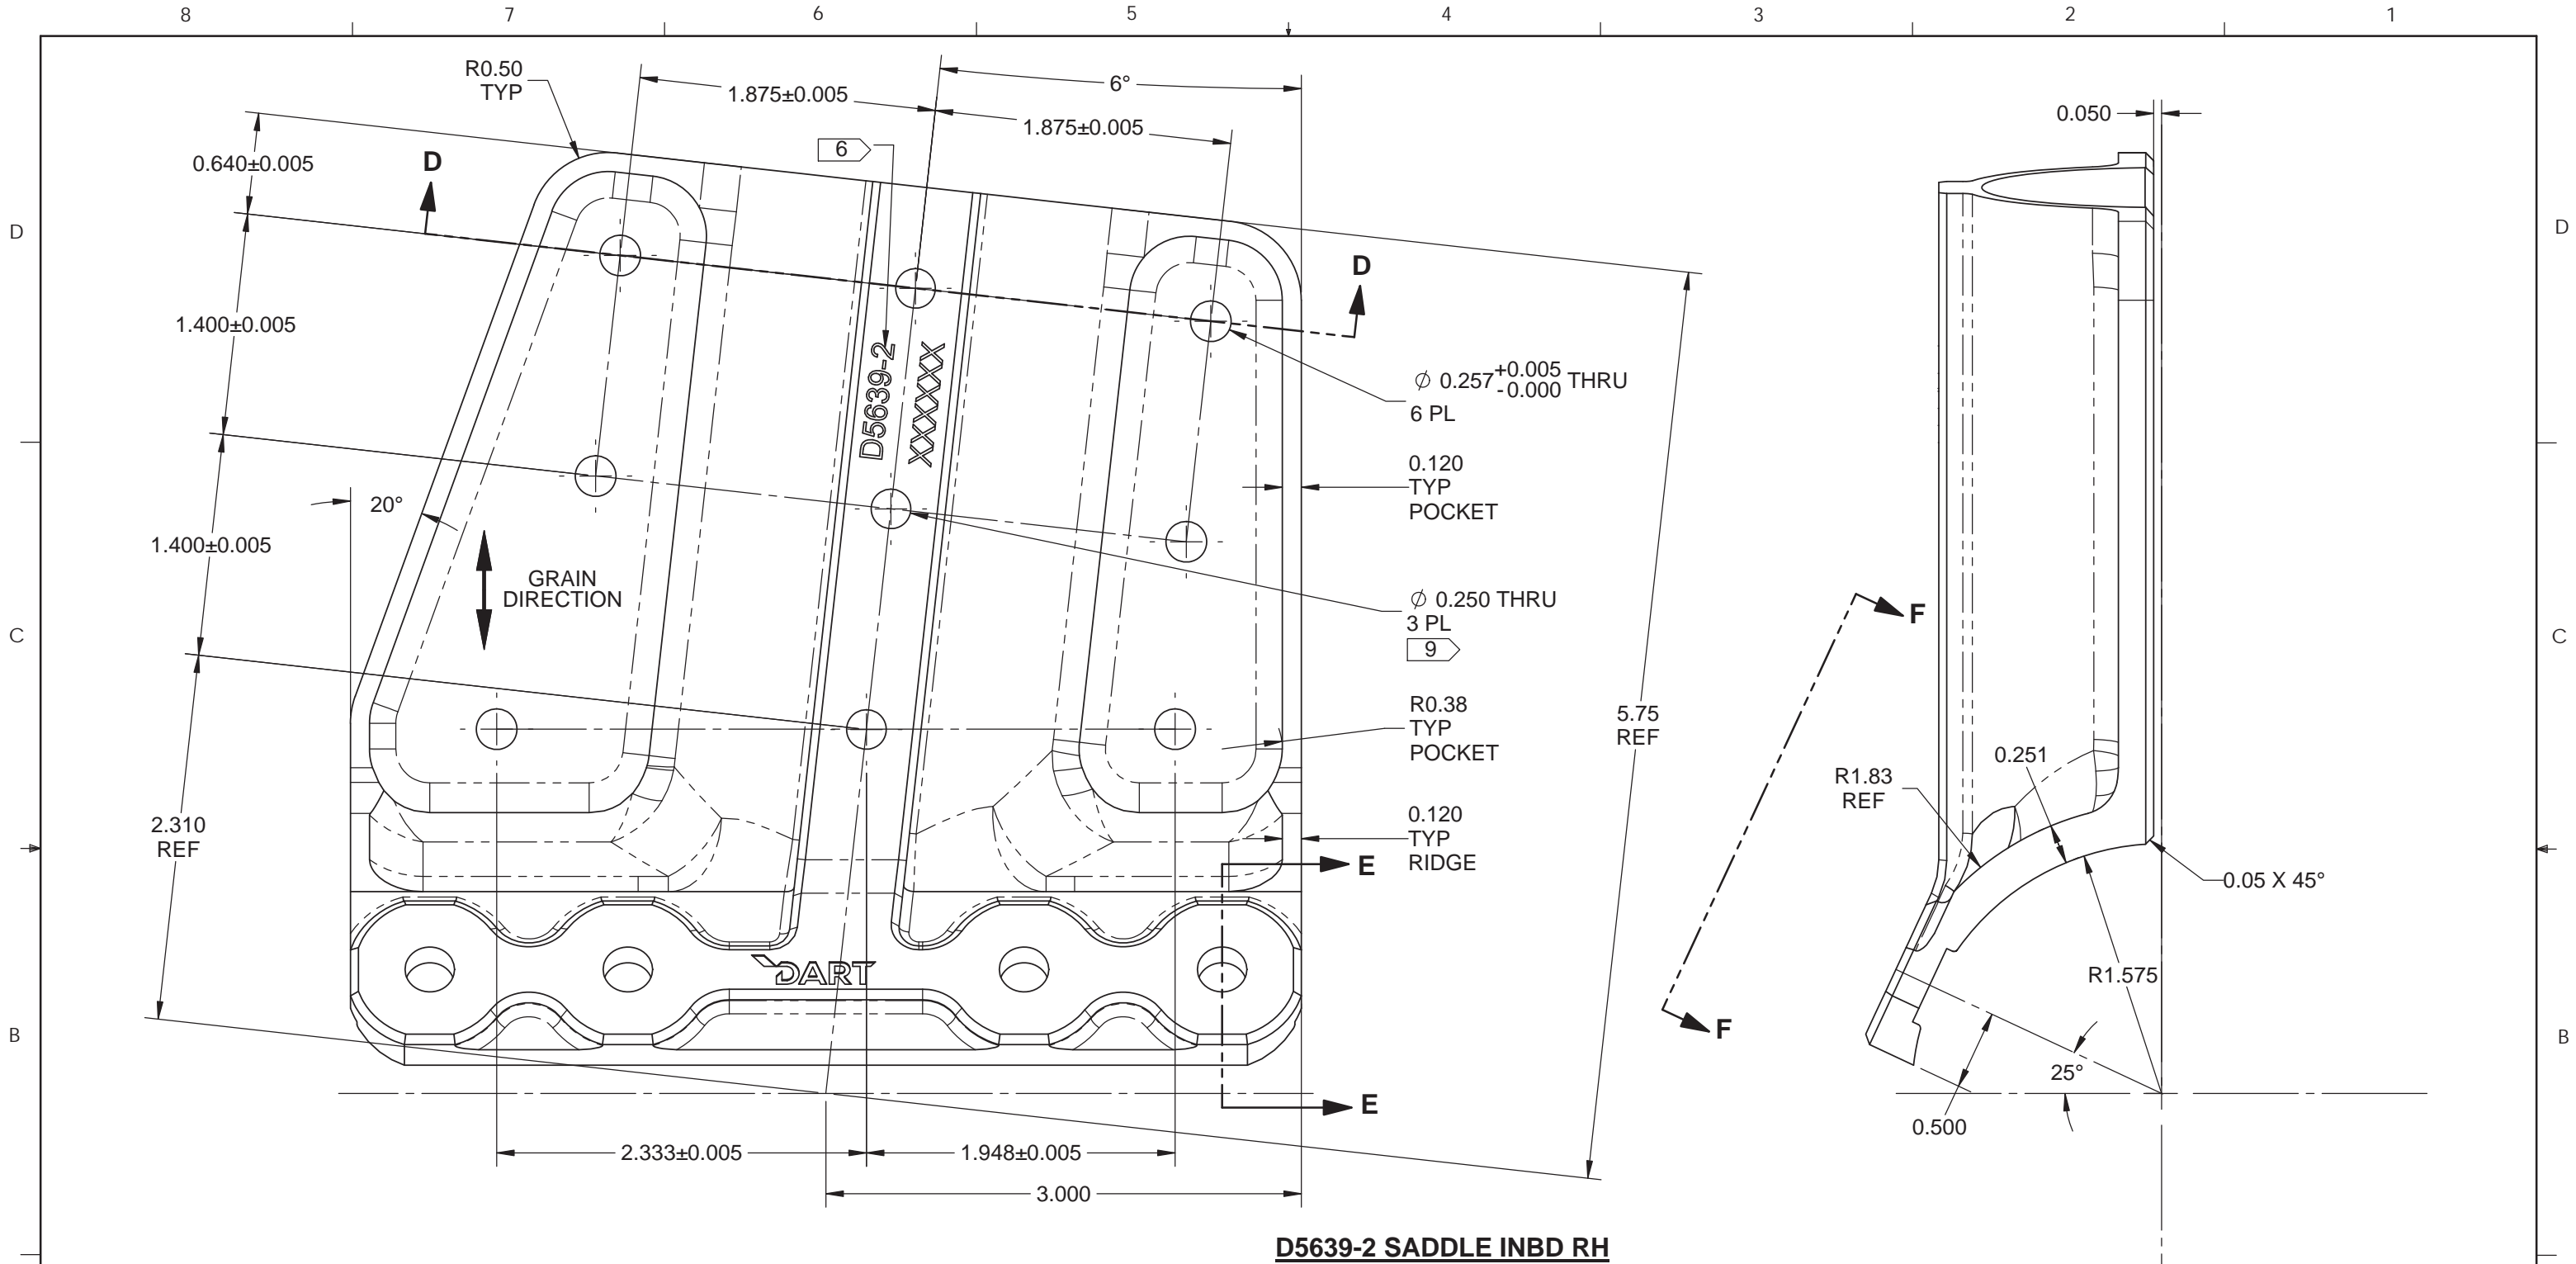 8 7 6 5 4 3 2 1
R0.50
TYP
1.875±0.005
6°
1.875±0.005
0.050
0.640±0.005
6
D
D
D
D
D
1.400±0.005
D5639-2
XXXXXX
⌀ 0.257 +0.005 -0.000 THRU
6 PL
0.120
TYP
POCKET
20°
1.400±0.005
GRAIN
DIRECTION
⌀ 0.250 THRU
3 PL
9
F
C
C
R0.38
TYP
POCKET
5.75
REF
0.251
R1.83
REF
2.310
REF
0.120
TYP
RIDGE
E
0.05 X 45°
DART
R1.575
F
B
B
25°
E
0.500
2.333±0.005
1.948±0.005
3.000
D5639-2 SADDLE INBD RH